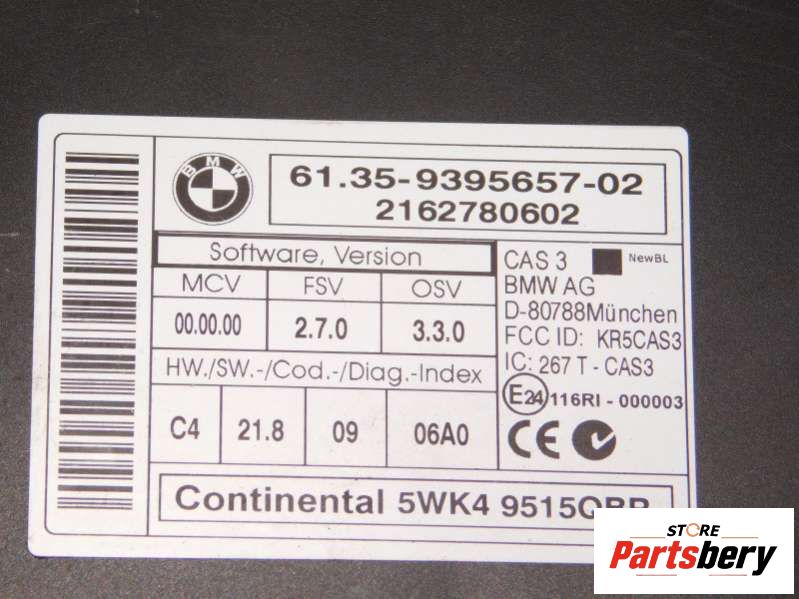 BMW
61.35-9395657-02
2162780602
Software, Version
MCV FSV OSV
00.00.00 2.7.0 3.3.0
HW./SW.-/Cod.-/Diag.-Index
C4 21.8 09 06A0
CAS 3 NewBL
BMW AG
D-80788München
FCC ID: KR5CAS3
IC: 267 T - CAS3
E24 116RI - 000003
CE
Continental 5WK4
STORE
Partsbery